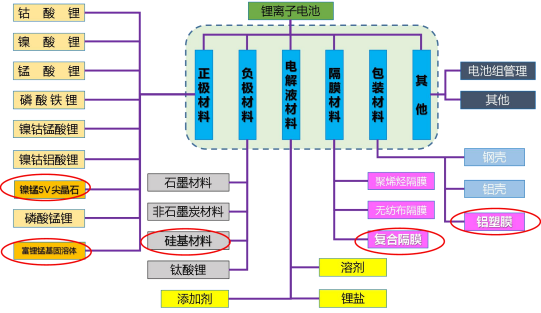 锂离子电池
正极材料
负极材料
电解液材料
隔膜材料
包装材料
其他
钴酸锂
镍酸锂
锰酸锂
磷酸铁锂
镍钴锰酸锂
镍钴铝酸锂
镍锰5V尖晶石
磷酸锰锂
富锂锰基固溶体
石墨材料
非石墨炭材料
硅基材料
钛酸锂
添加剂
溶剂
锂盐
聚烯烃隔膜
无纺布隔膜
复合隔膜
钢壳
铝壳
铝塑膜
电池组管理
其他